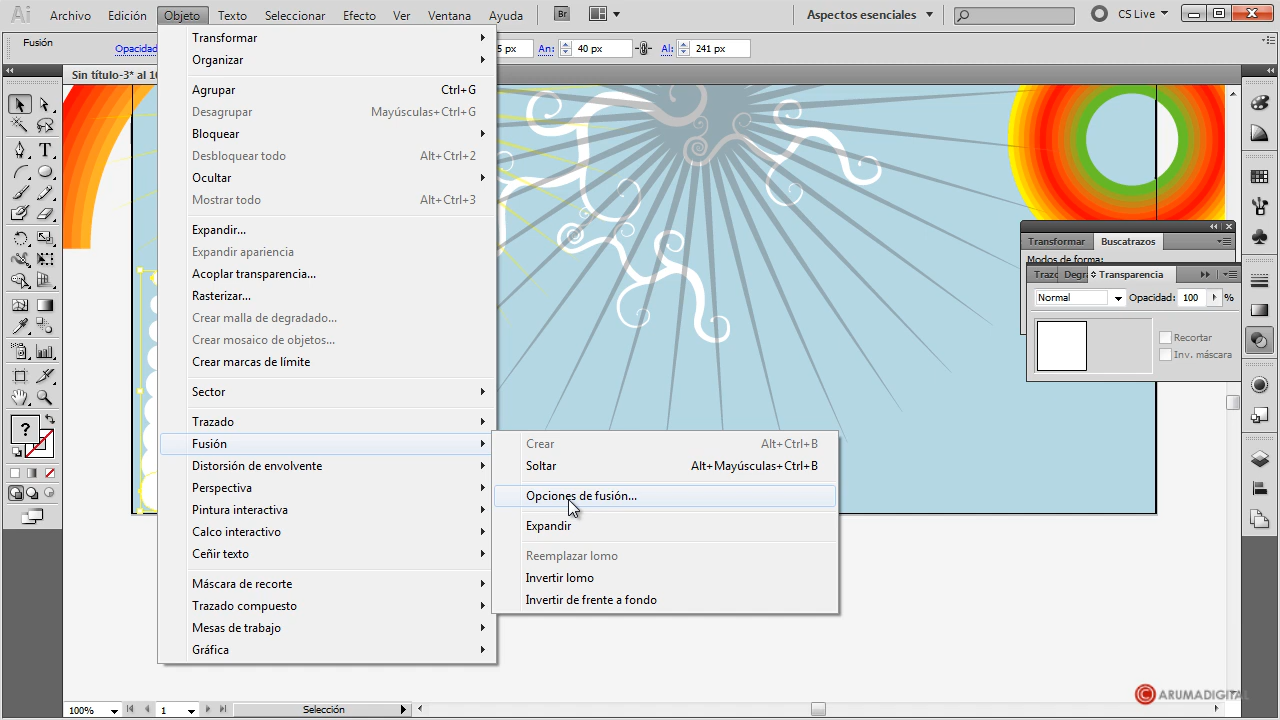 Ai Archivo Edición Objeto Texto Seleccionar Efecto Ver Ventana Ayuda Br Aspectos esenciales CS Live
Fusión Opacidad 5 px An: 40 px Al: 241 px
Sin título-3* al 10
Transformar
Organizar
Agrupar Ctrl+G
Desagrupar Mayúsculas+Ctrl+G
Bloquear
Desbloquear todo Alt+Ctrl+2
Ocultar
Mostrar todo Alt+Ctrl+3
Expandir...
Expandir apariencia
Acoplar transparencia...
Rasterizar...
Crear malla de degradado...
Crear mosaico de objetos...
Crear marcas de límite
Sector
Trazado
Fusión
Distorsión de envolvente
Perspectiva
Pintura interactiva
Calco interactivo
Ceñir texto
Máscara de recorte
Trazado compuesto
Mesas de trabajo
Gráfica
Crear Alt+Ctrl+B
Soltar Alt+Mayúsculas+Ctrl+B
Opciones de fusión...
Expandir
Reemplazar lomo
Invertir lomo
Invertir de frente a fondo
Transformar Buscatrazos
Modos de forma:
Trazo Degra Transparencia
Normal Opacidad: 100 %
Recortar
Inv. máscara
T
?
100% 1 Selección
C ARUMADIGITAL